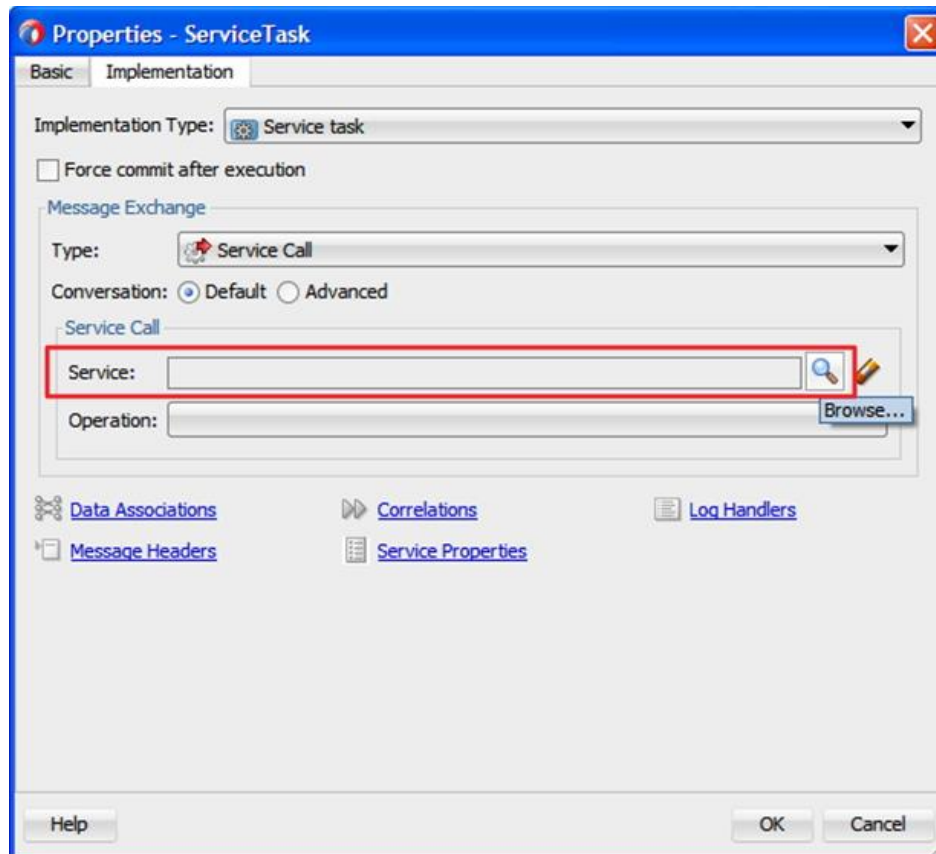 Properties - ServiceTask
Basic Implementation
Implementation Type: Service task
Force commit after execution
Message Exchange
Type: Service Call
Conversation: Default Advanced
Service Call
Service:
Browse...
Operation:
Data Associations Correlations Log Handlers
Message Headers Service Properties
Help OK Cancel